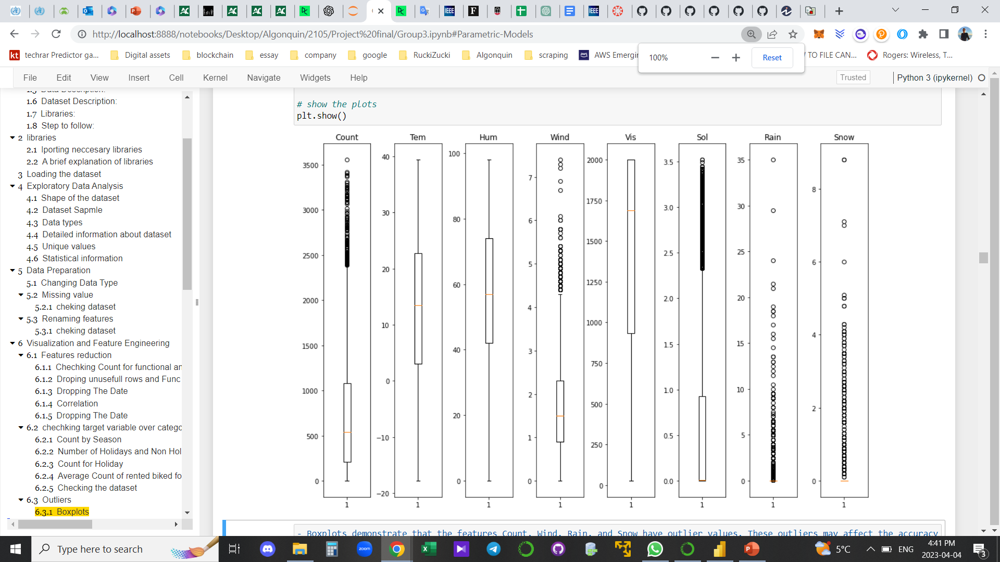 http://localhost:8888/notebooks/Desktop/Algonquin/2105/Project%20final/Group3.ipynb#Parametric-Models
kt techrar Predictor ga... Digital assets blockchain essay company google RuckiZucki Algonquin scraping aws AWS Emergin TO FILE CAN... Rogers: Wireless, T...
100% Reset
File Edit View Insert Cell Kernel Navigate Widgets Help Trusted Python 3 (ipykernel)
1.5 Data Description:
1.6 Dataset Description:
1.7 Libraries:
1.8 Step to follow:
2 libraries
2.1 Iporting neccesary libraries
2.2 A brief explanation of libraries
3 Loading the dataset
4 Exploratory Data Analysis
4.1 Shape of the dataset
4.2 Dataset Sapmle
4.3 Data types
4.4 Detailed information about dataset
4.5 Unique values
4.6 Statistical information
5 Data Preparation
5.1 Changing Data Type
5.2 Missing value
5.2.1 cheking dataset
5.3 Renaming features
5.3.1 cheking dataset
6 Visualization and Feature Engineering
6.1 Features reduction
6.1.1 Chechking Count for functional an
6.1.2 Droping unusefull rows and Func
6.1.3 Dropping The Date
6.1.4 Correlation
6.1.5 Dropping The Date
6.2 chechking target variable over catego
6.2.1 Count by Season
6.2.2 Number of Holidays and Non Hol
6.2.3 Count for Holiday
6.2.4 Average Count of rented biked fo
6.2.5 Checking the dataset
6.3 Outliers
6.3.1 Boxplots
# show the plots
plt.show()
Count Tem Hum Wind Vis Sol Rain Snow
3500
3000
2500
2000
1500
1000
500
0
1
40
30
20
10
0
−10
−20
1
100
80
60
40
20
0
1
7
6
5
4
3
2
1
0
1
2000
1750
1500
1250
1000
750
500
250
0
1
3.5
3.0
2.5
2.0
1.5
1.0
0.5
0.0
1
35
30
25
20
15
10
5
0
1
8
6
4
2
0
1
- Boxplots demonstrate that the features Count, Wind, Rain, and Snow have outlier values. These outliers may affect the accuracy
Type here to search
zoom
5°C ENG
4:41 PM
2023-04-04
3